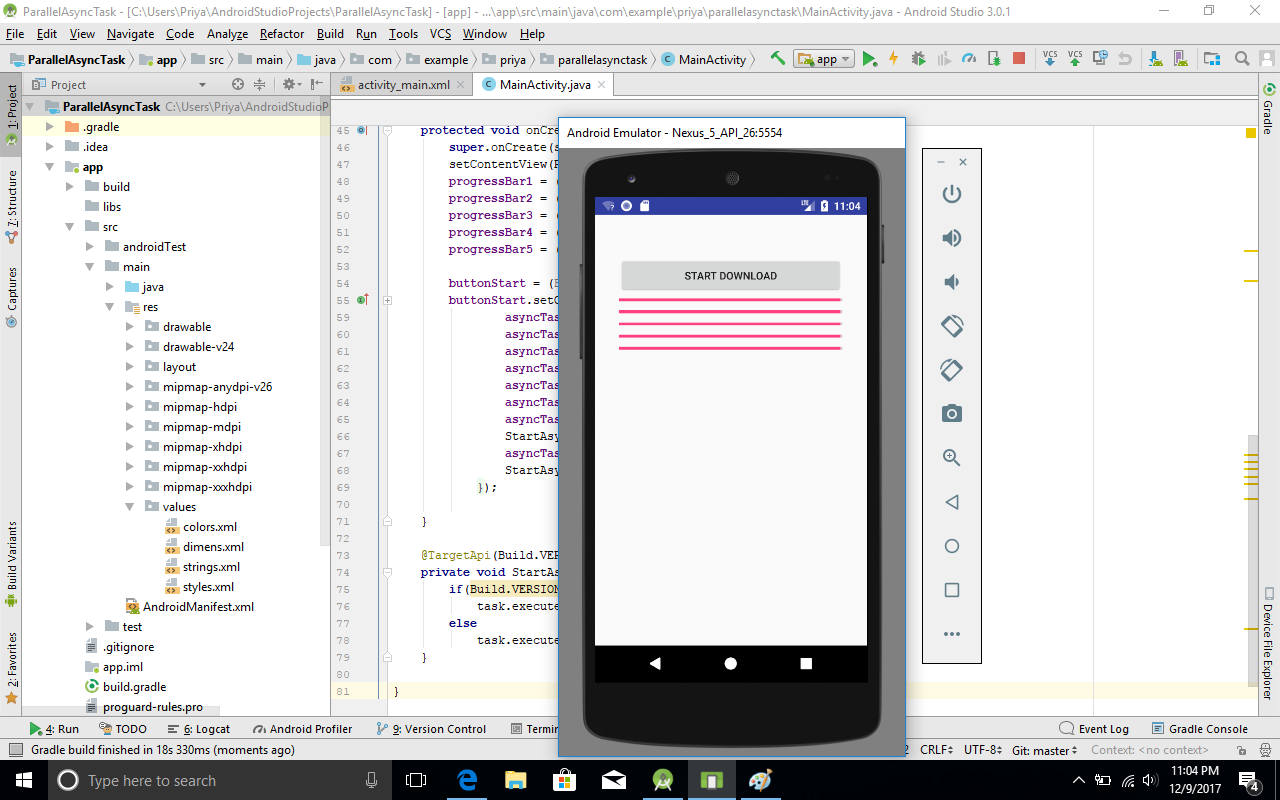 ParallelAsyncTask - [C:\Users\Priya\AndroidStudioProjects\ParallelAsyncTask] - [app] - ...\app\src\main\java\com\example\priya\parallelasynctask\MainActivity.java - Android Studio 3.0.1
File Edit View Navigate Code Analyze Refactor Build Run Tools VCS Window Help
ParallelAsyncTask app src main java com example priya parallelasynctask MainActivity app VCS VCS
Project activity_main.xml MainActivity.java
1: Project
7: Structure
Captures
Build Variants
2: Favorites
ParallelAsyncTask C:\Users\Priya\AndroidStudioP
.gradle
.idea
app
build
libs
src
androidTest
main
java
res
drawable
drawable-v24
layout
mipmap-anydpi-v26
mipmap-hdpi
mipmap-mdpi
mipmap-xhdpi
mipmap-xxhdpi
mipmap-xxxhdpi
values
colors.xml
dimens.xml
strings.xml
styles.xml
AndroidManifest.xml
test
.gitignore
app.iml
build.gradle
proguard-rules.pro
45 protected void onCre
46 super.onCreate(s
47 setContentView(R
48 progressBar1 = (
49 progressBar2 = (
50 progressBar3 = (
51 progressBar4 = (
52 progressBar5 = (
53
54 buttonStart = (B
55 buttonStart.setO
59 asyncTas
60 asyncTas
61 asyncTas
62 asyncTas
63 asyncTas
64 asyncTas
65 asyncTas
66 StartAsy
67 asyncTas
68 StartAsy
69 });
70
71 }
72
73 @TargetApi(Build.VER
74 private void StartAs
75 if(Build.VERSION
76 task.execute
77 else
78 task.execute
79 }
80
81 }
Android Emulator - Nexus_5_API_26:5554
LTE 11:04
START DOWNLOAD
Gradle
Device File Explorer
4: Run TODO 6: Logcat Android Profiler 9: Version Control Termi Event Log Gradle Console
Gradle build finished in 18s 330ms (moments ago) 2 CRLF÷ UTF-8÷ Git: master÷ Context: <no context>
Type here to search
11:04 PM
12/9/2017
4